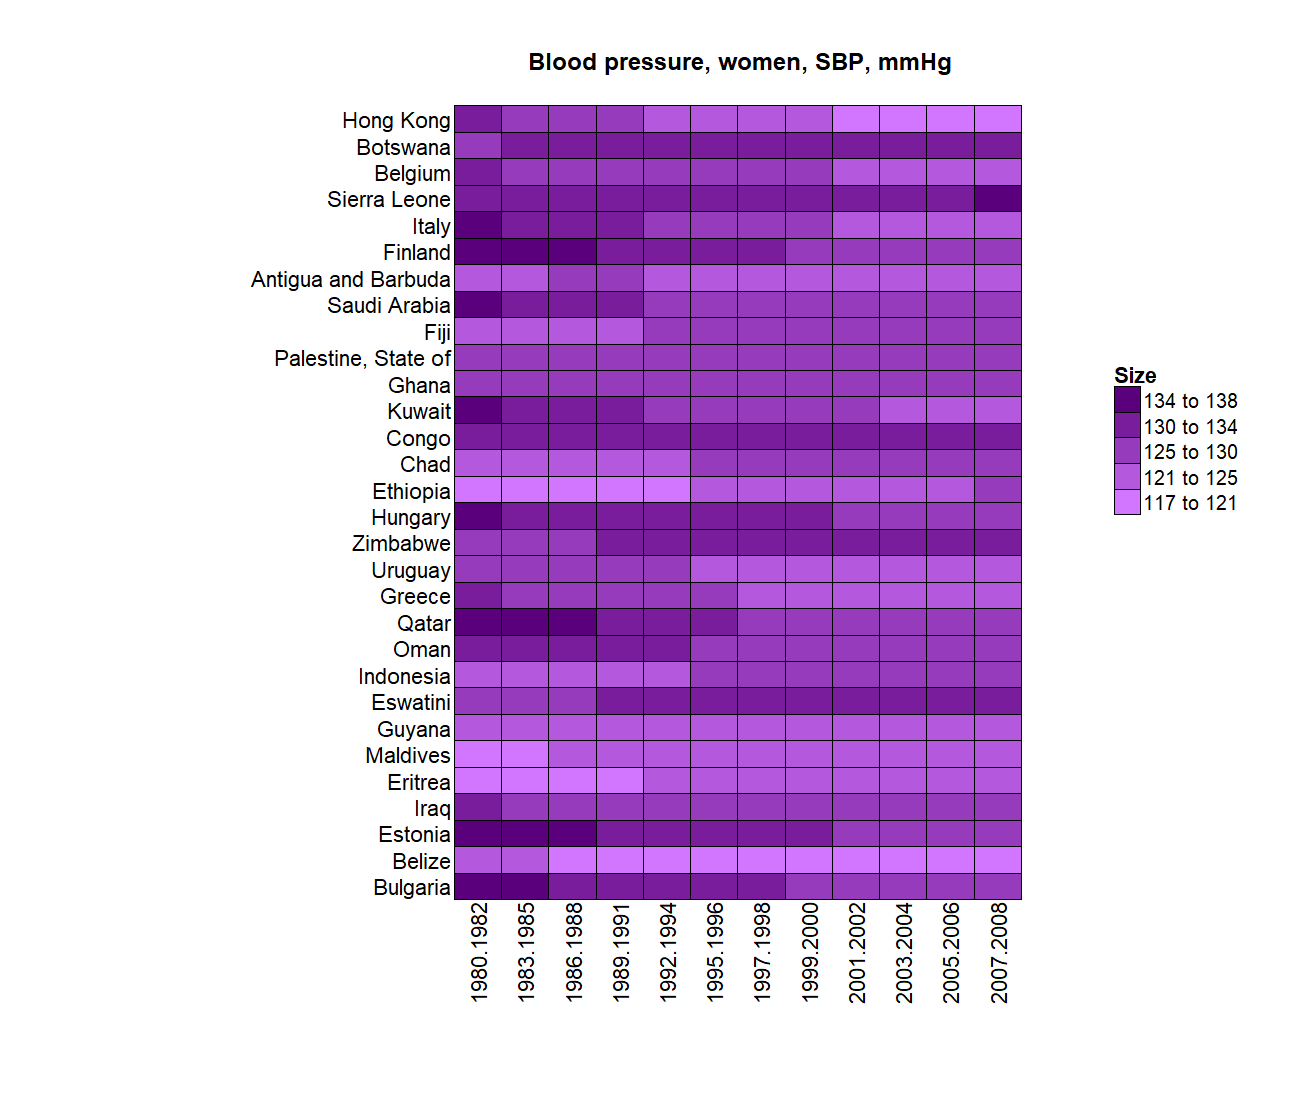 Blood pressure, women, SBP, mmHg
Hong Kong
Botswana
Belgium
Sierra Leone
Italy
Finland
Antigua and Barbuda
Saudi Arabia
Fiji
Palestine, State of
Ghana
Kuwait
Congo
Chad
Ethiopia
Hungary
Zimbabwe
Uruguay
Greece
Qatar
Oman
Indonesia
Eswatini
Guyana
Maldives
Eritrea
Iraq
Estonia
Belize
Bulgaria
1980.1982
1983.1985
1986.1988
1989.1991
1992.1994
1995.1996
1997.1998
1999.2000
2001.2002
2003.2004
2005.2006
2007.2008
Size
134 to 138
130 to 134
125 to 130
121 to 125
117 to 121